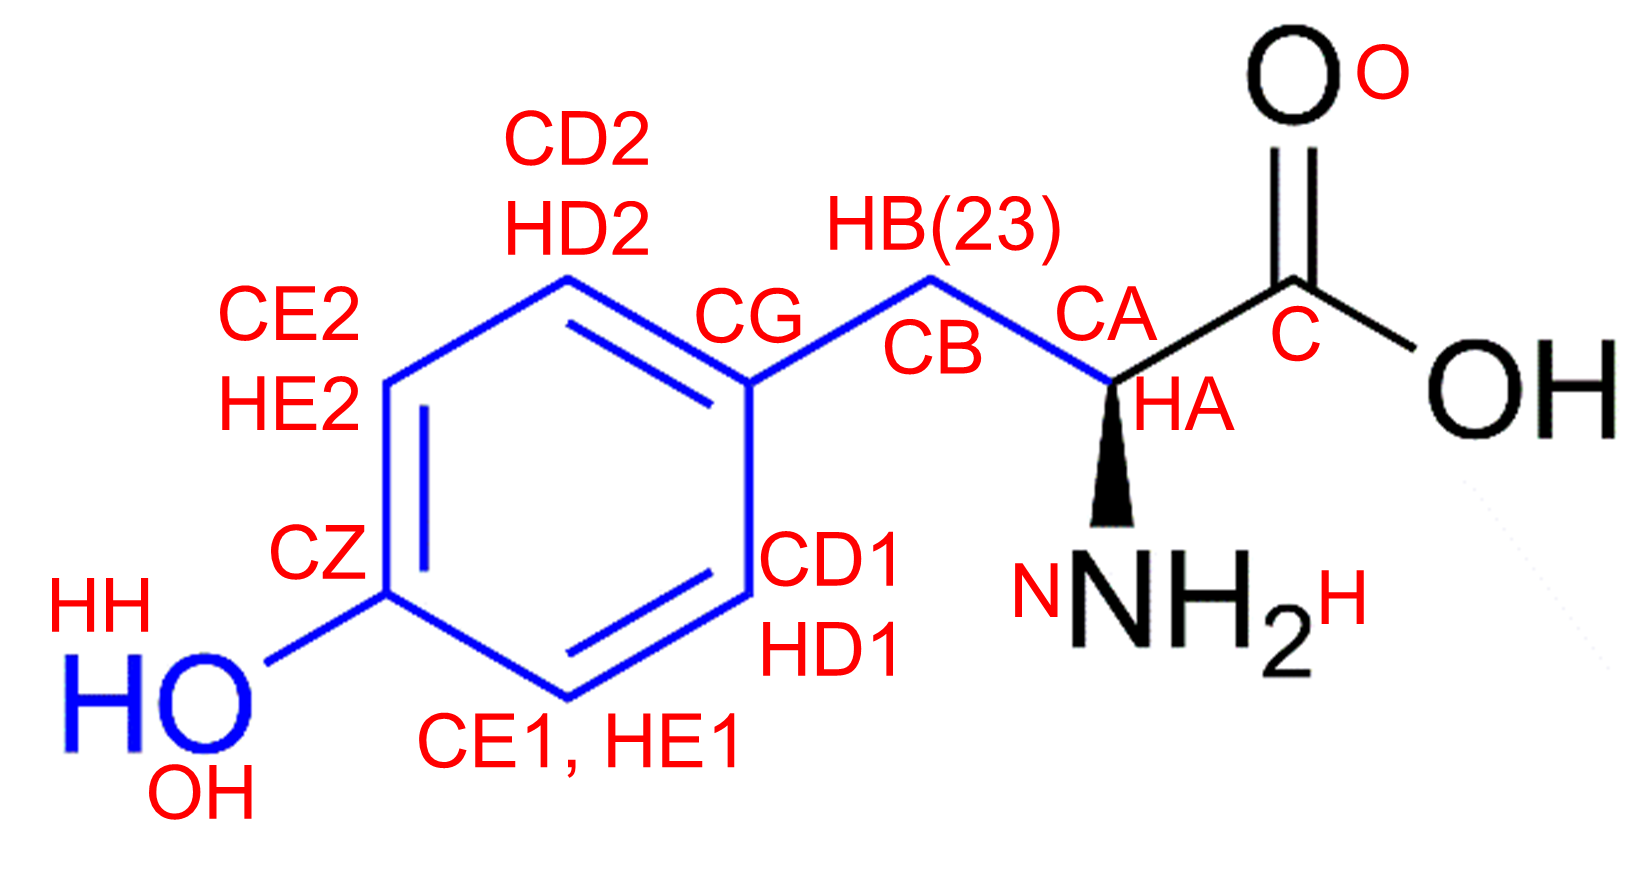 O O
CD2
HD2
HB(23)
CE2
HE2
CG
CB
CA
HA
C
OH
CZ
CD1
HD1
N NH2 H
HH
HO
OH
CE1, HE1